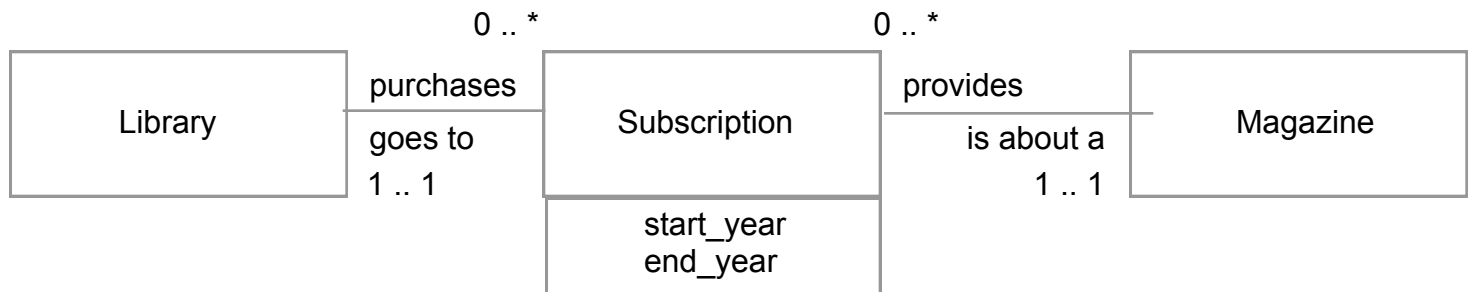 0 .. *
0 .. *
purchases
provides
Library
Subscription
Magazine
goes to
is about a
1 .. 1
1 .. 1
start_year
end_year